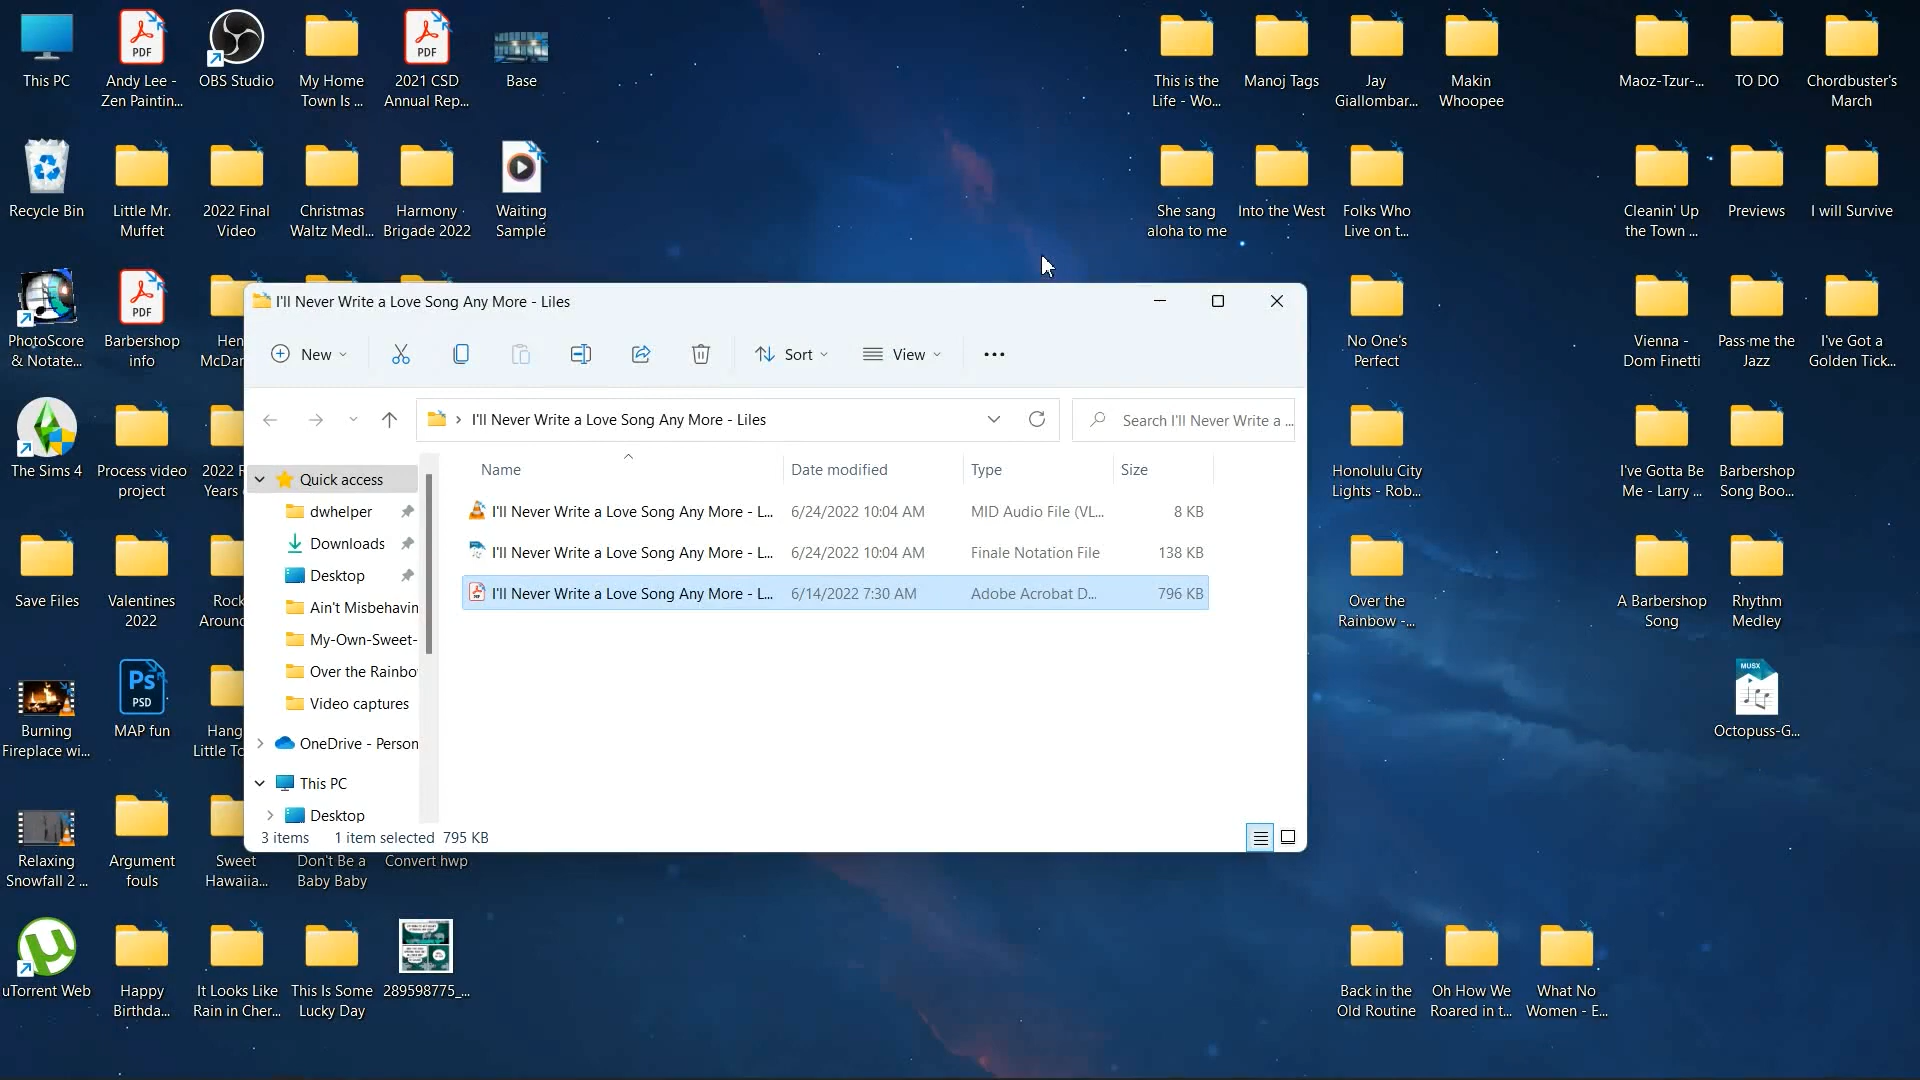 This PC
Andy Lee -
Zen Paintin...
OBS Studio
My Home
Town Is ...
PDF
2021 CSD
Annual Rep...
Base
This is the
Life - Wo...
Manoj Tags
Jay
Giallombar...
Makin
Whoopee
Maoz-Tzur-...
TO DO
Chordbuster's
March
Recycle Bin
Little Mr.
Muffet
2022 Final
Video
Christmas
Waltz Medl...
Harmony
Brigade 2022
Waiting
Sample
She sang
aloha to me
Into the West
Folks Who
Live on t...
Cleanin' Up
the Town ...
Previews
I will Survive
PhotoScore
& Notate...
PDF
Barbershop
info
Hen
McDar
No One's
Perfect
Vienna -
Dom Finetti
Pass me the
Jazz
I've Got a
Golden Tick...
The Sims 4
Process video
project
2022 F
Years
Honolulu City
Lights - Rob...
I've Gotta Be
Me - Larry ...
Barbershop
Song Boo...
Save Files
Valentines
2022
Rock
Aroun
Over the
Rainbow -...
A Barbershop
Song
Rhythm
Medley
Burning
Fireplace wi...
Ps
PSD
MAP fun
Hang
Little To
MUSX
Octopuss-G...
Relaxing
Snowfall 2 ...
Argument
fouls
Sweet
Hawaiia...
Don't Be a
Baby Baby
Convert hwp
uTorrent Web
Happy
Birthda...
It Looks Like
Rain in Cher...
This Is Some
Lucky Day
289598775_...
Back in the
Old Routine
Oh How We
Roared in t...
What No
Women - E...
I'll Never Write a Love Song Any More - Liles
New
Sort
View
I'll Never Write a Love Song Any More - Liles
Search I'll Never Write a ...
Quick access
dwhelper
Downloads
Desktop
Ain't Misbehavin
My-Own-Sweet-
Over the Rainbo
Video captures
OneDrive - Person
This PC
Desktop
Name Date modified Type Size
I'll Never Write a Love Song Any More - L... 6/24/2022 10:04 AM MID Audio File (VL... 8 KB
I'll Never Write a Love Song Any More - L... 6/24/2022 10:04 AM Finale Notation File 138 KB
I'll Never Write a Love Song Any More - L... 6/14/2022 7:30 AM Adobe Acrobat D... 796 KB
3 items 1 item selected 795 KB